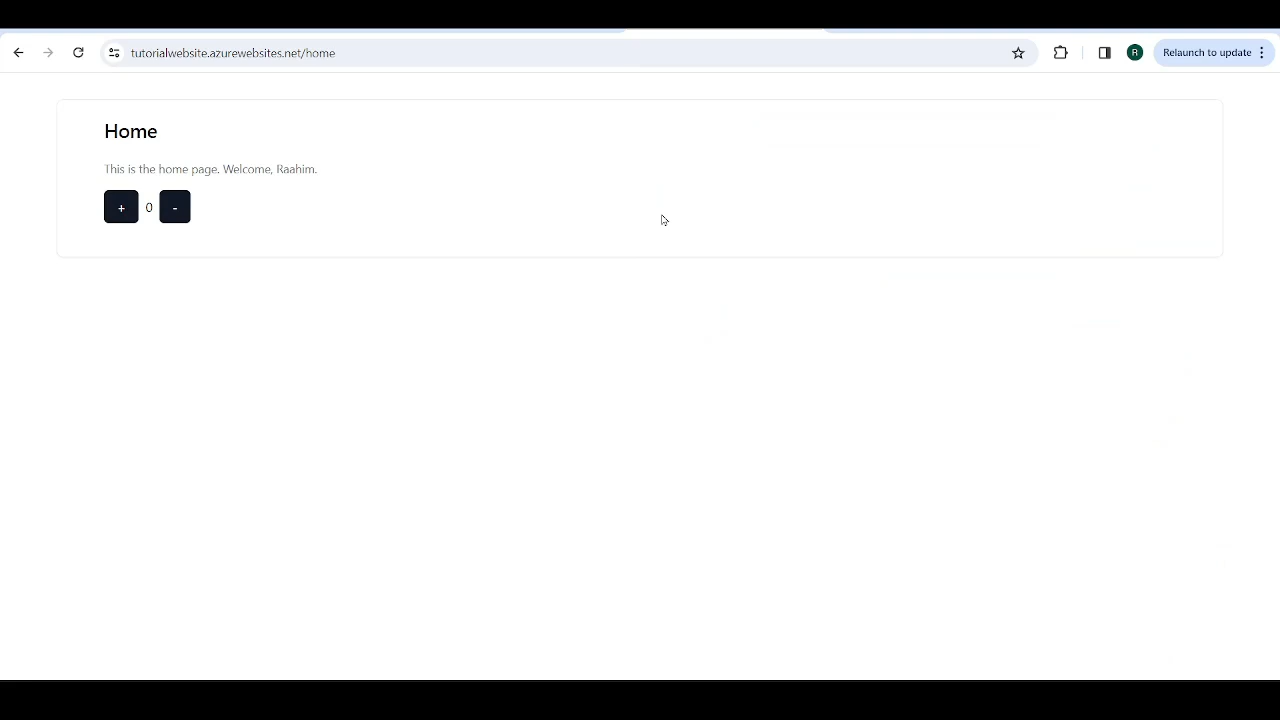 tutorialwebsite.azurewebsites.net/home
R
Relaunch to update
Home
This is the home page. Welcome, Raahim.
+ 0 -